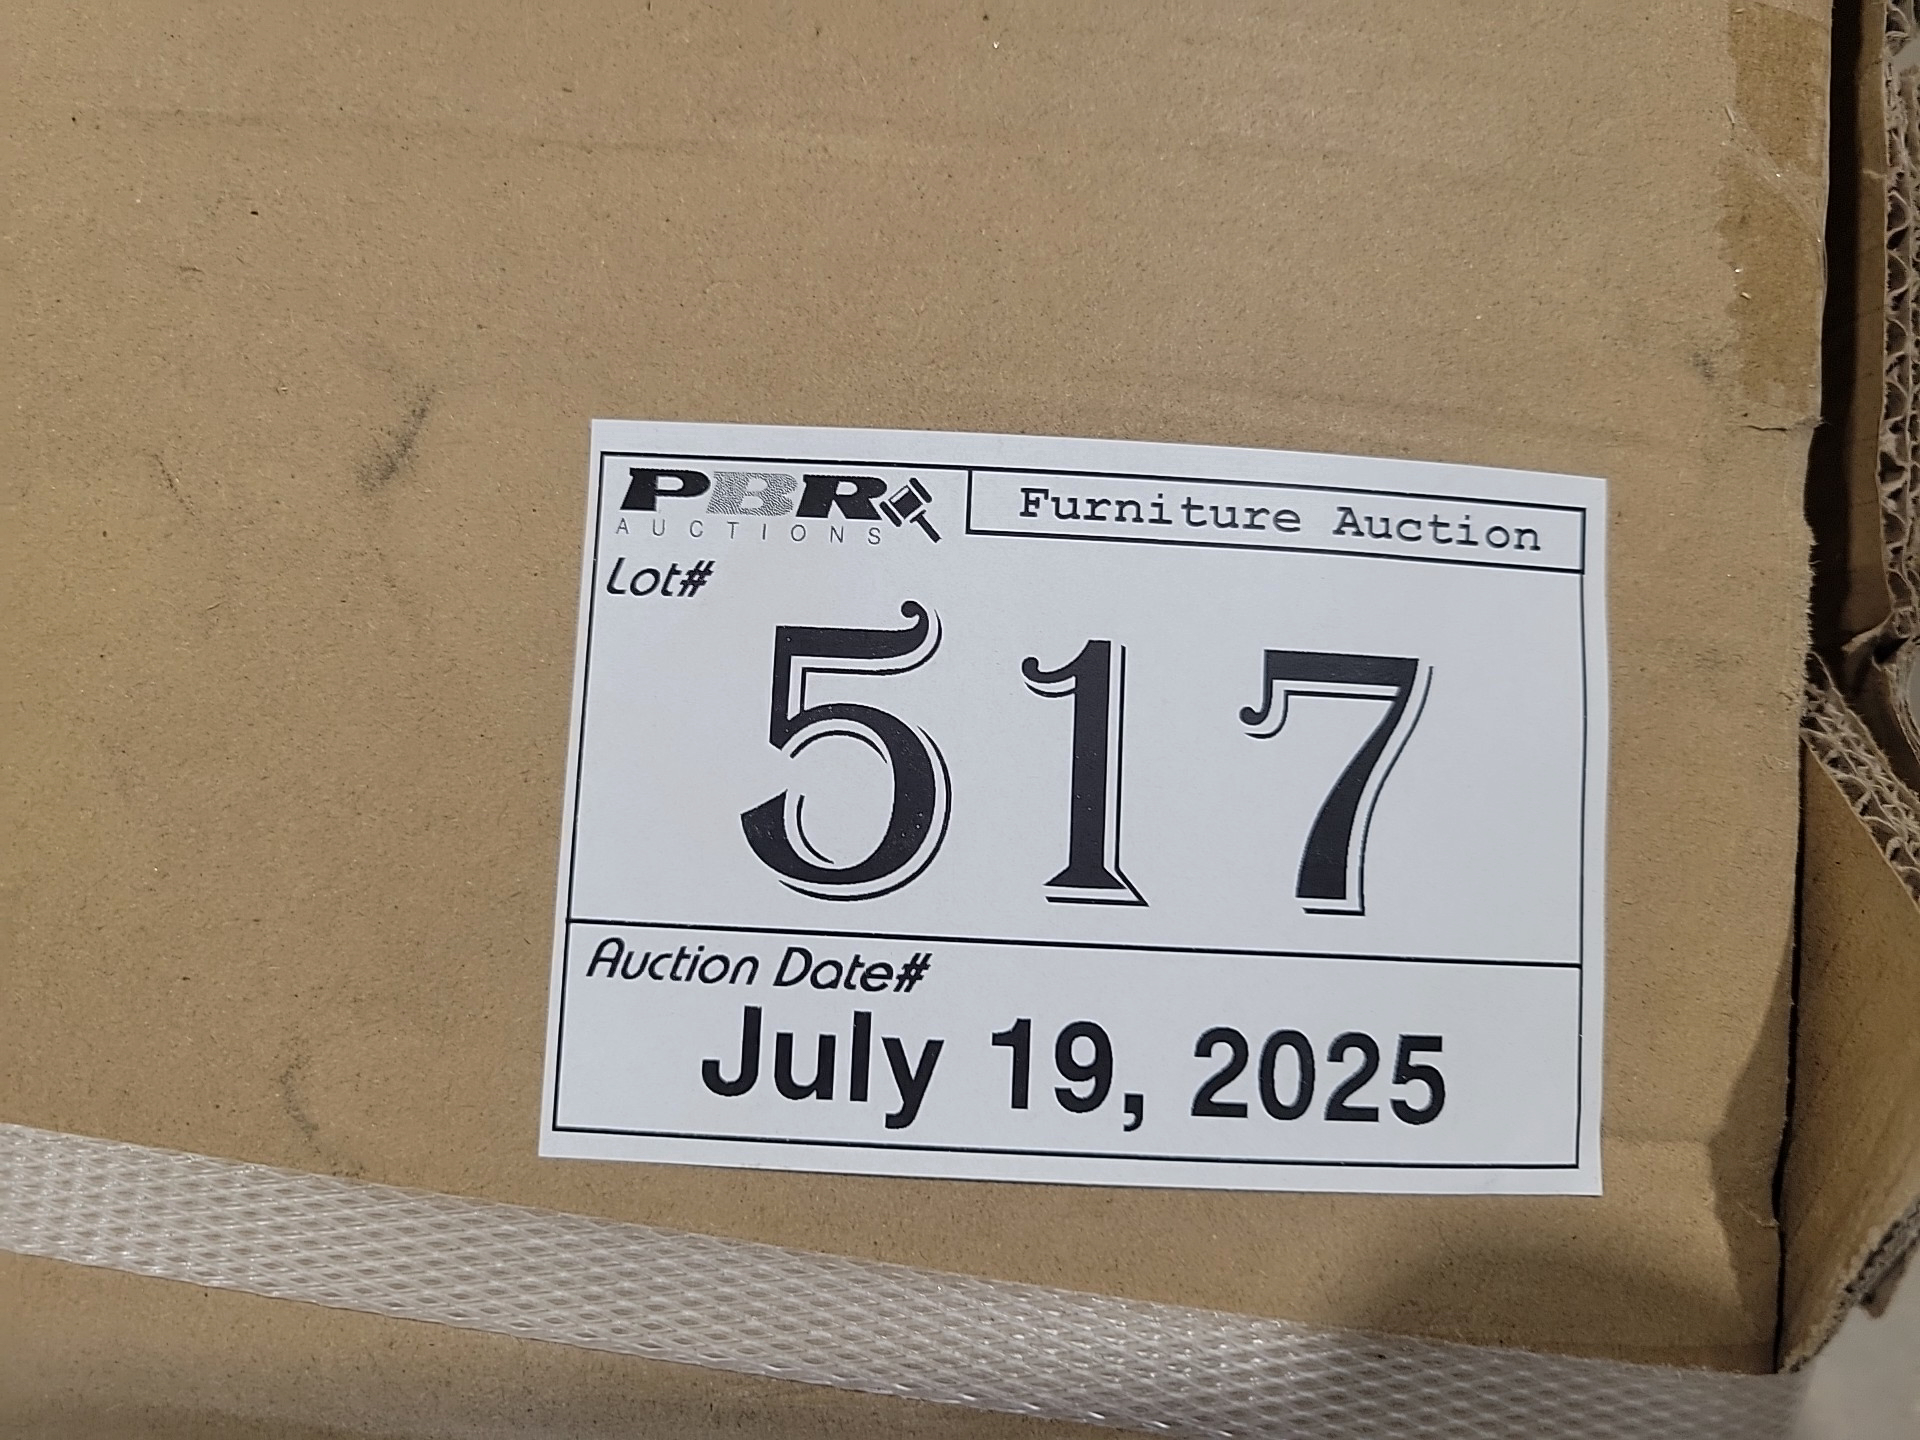 PBR
AUCTIONS
Furniture Auction
Lot#
517
Auction Date#
July 19, 2025